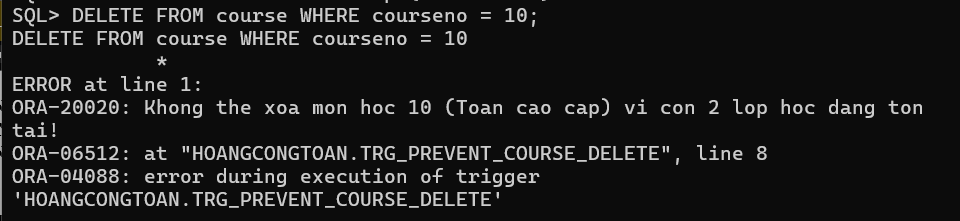 SQL> DELETE FROM course WHERE courseno = 10;
DELETE FROM course WHERE courseno = 10
*
ERROR at line 1:
ORA-20020: Khong the xoa mon hoc 10 (Toan cao cap) vi con 2 lop hoc dang ton
tai!
ORA-06512: at "HOANGCONGTOAN.TRG_PREVENT_COURSE_DELETE", line 8
ORA-04088: error during execution of trigger
'HOANGCONGTOAN.TRG_PREVENT_COURSE_DELETE'